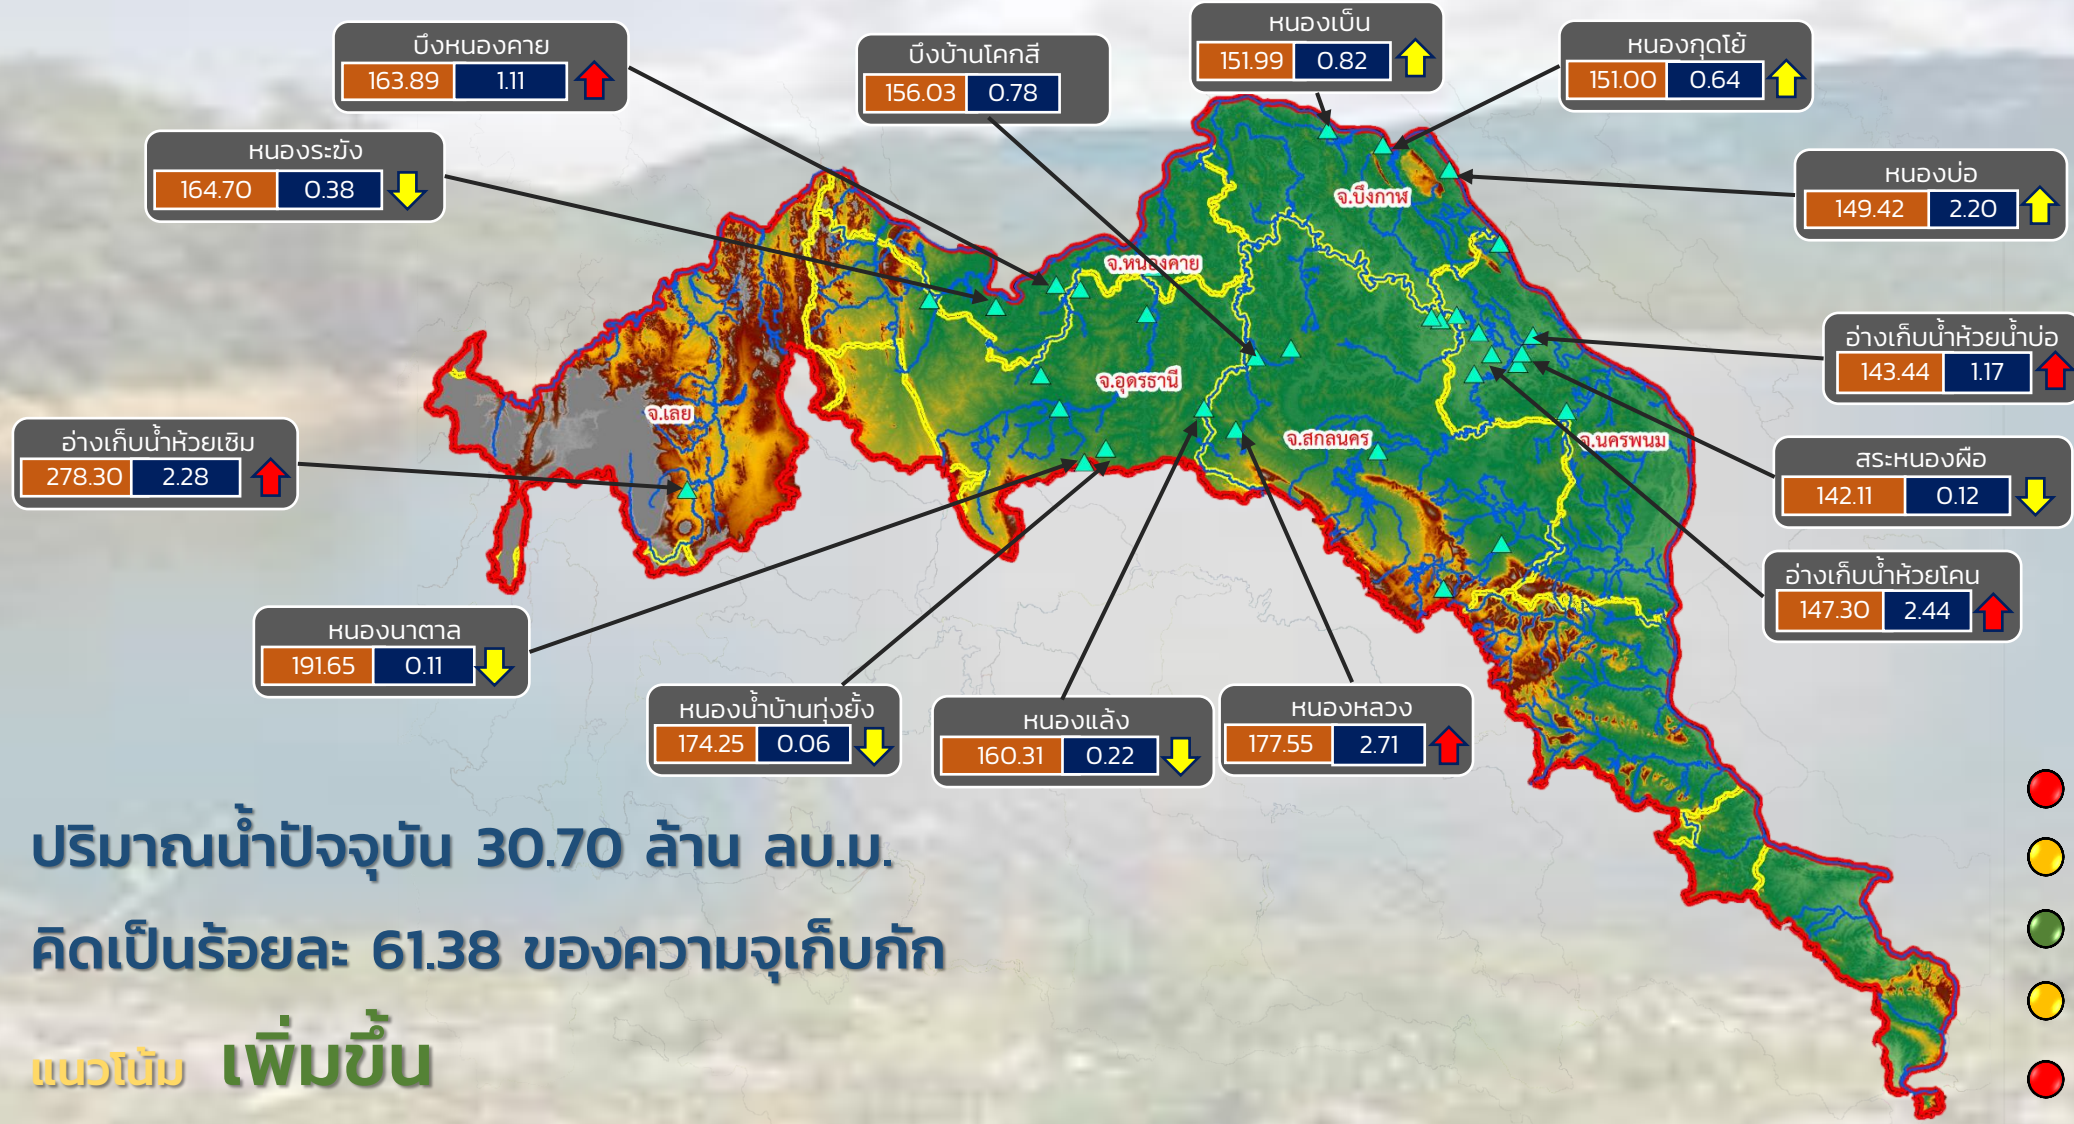 หนองเบ็น
151.99 0.82
บึงหนองคาย
163.89 1.11
บึงบ้านโคกสี
156.03 0.78
หนองกุดโย้
151.00 0.64
หนองระฆัง
164.70 0.38
หนองบ่อ
149.42 2.20
จ.บึงกาฬ
จ.หนองคาย
อ่างเก็บน้ำห้วยน้ำบ่อ
143.44 1.17
จ.อุดรธานี
จ.เลย
จ.สกลนคร
จ.นครพนม
อ่างเก็บน้ำห้วยเซิม
278.30 2.28
สระหนองผือ
142.11 0.12
อ่างเก็บน้ำห้วยโคน
147.30 2.44
หนองนาตาล
191.65 0.11
หนองน้ำบ้านทุ่งยั้ง
174.25 0.06
หนองแล้ง
160.31 0.22
หนองหลวง
177.55 2.71
ปริมาณน้ำปัจจุบัน 30.70 ล้าน ลบ.ม.
คิดเป็นร้อยละ 61.38 ของความจุเก็บกัก
แนวโน้ม เพิ่มขึ้น